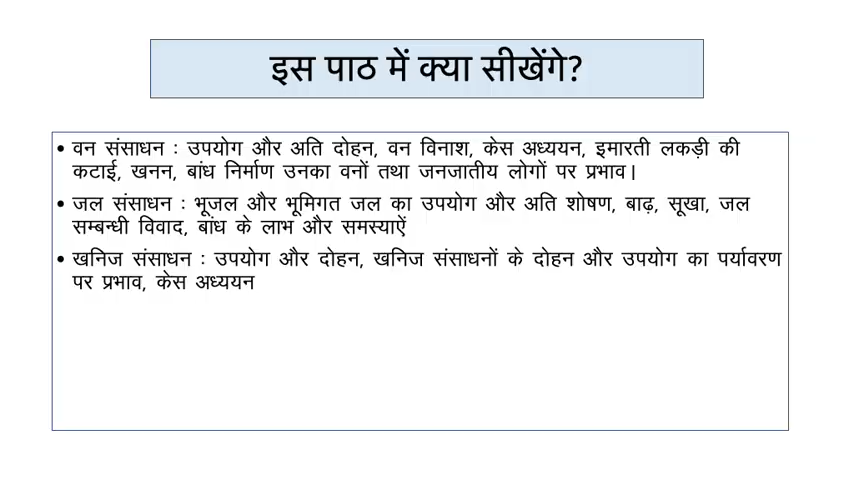 इस पाठ में क्या सीखेंगे?
• वन संसाधन : उपयोग और अति दोहन, वन विनाश, केस अध्ययन, इमारती लकड़ी की
कटाई, खनन, बांध निर्माण उनका वनों तथा जनजातीय लोगों पर प्रभाव।
• जल संसाधन : भूजल और भूमिगत जल का उपयोग और अति शोषण, बाढ़, सूखा, जल
सम्बन्धी विवाद, बांध के लाभ और समस्याऐं
• खनिज संसाधन : उपयोग और दोहन, खनिज संसाधनों के दोहन और उपयोग का पर्यावरण
पर प्रभाव, केस अध्ययन